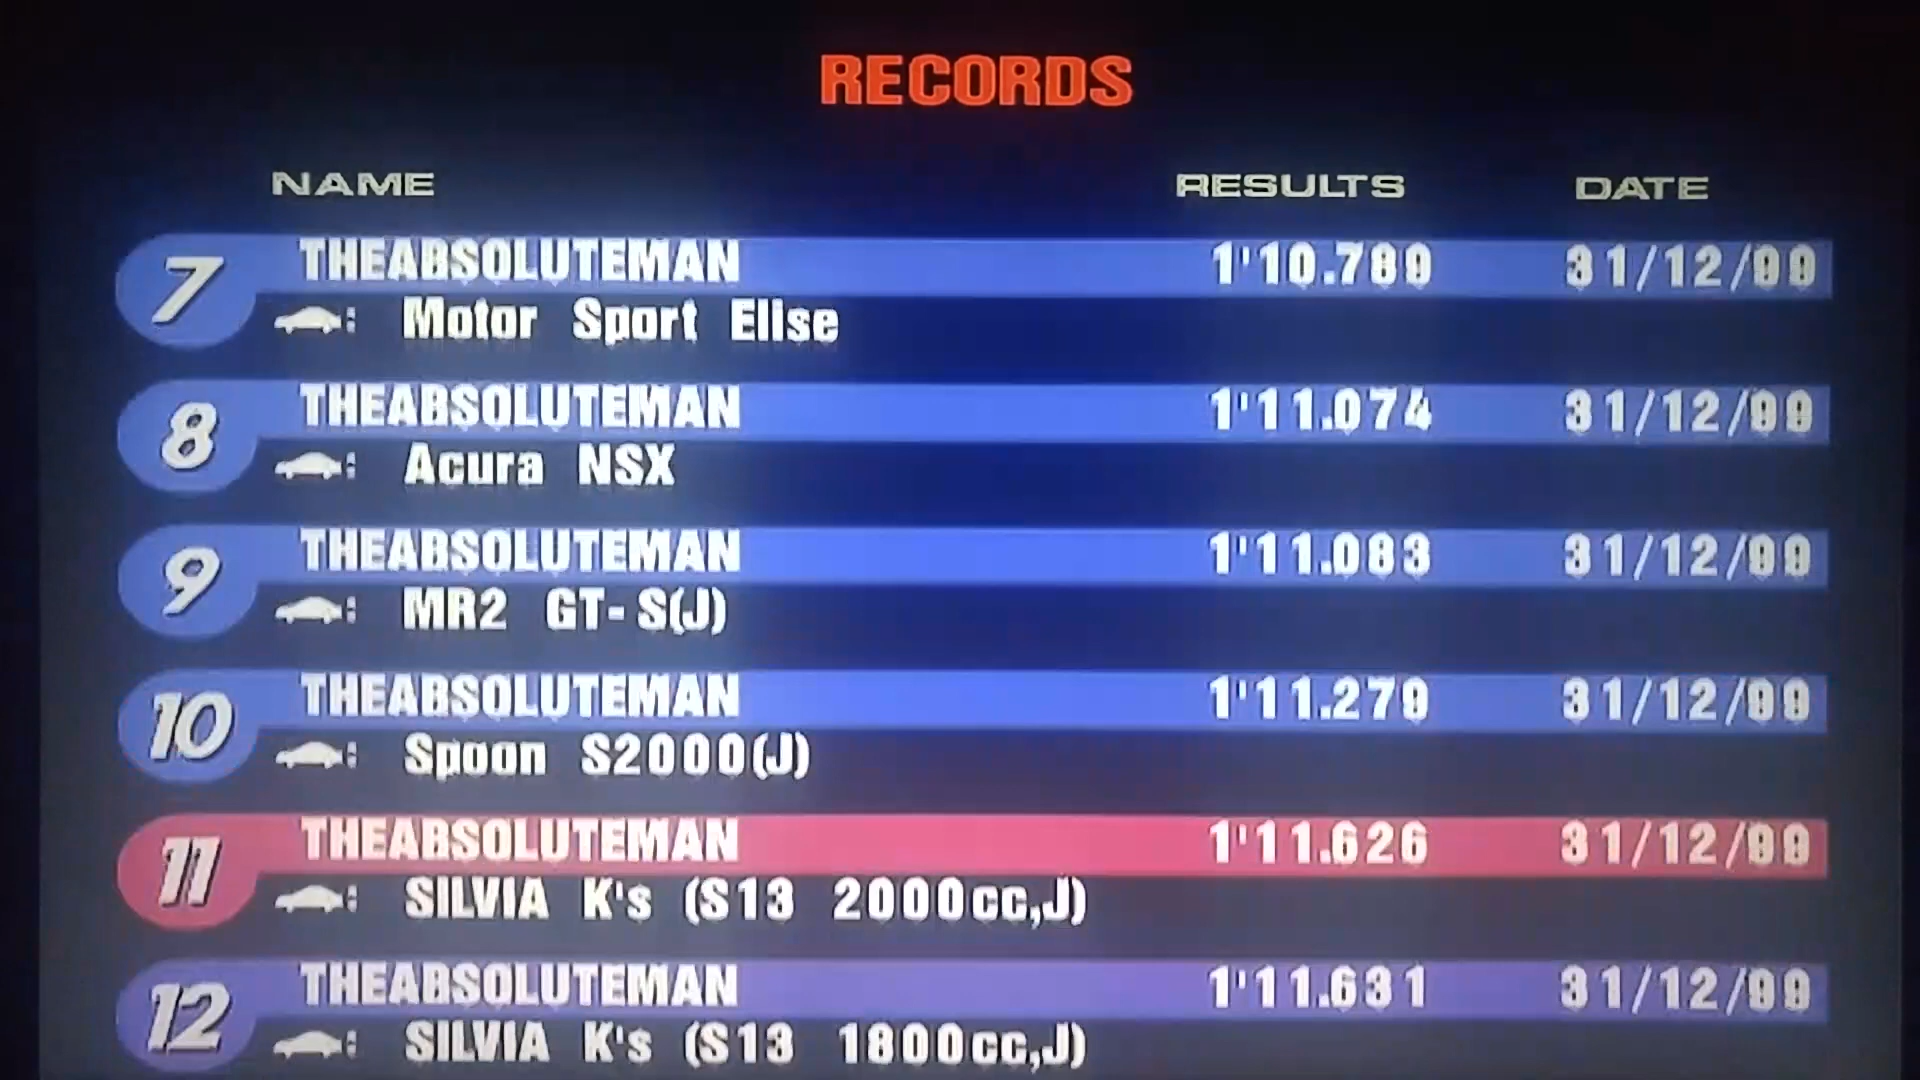 RECORDS
NAME RESULTS DATE
7 THEABSOLUTEMAN 1'10.789 31/12/99
Motor Sport Elise
8 THEABSOLUTEMAN 1'11.074 31/12/99
Acura NSX
9 THEABSOLUTEMAN 1'11.083 31/12/99
MR2 GT-S(J)
10 THEABSOLUTEMAN 1'11.279 31/12/99
Spoon S2000(J)
11 THEABSOLUTEMAN 1'11.626 31/12/99
SILVIA K's (S13 2000cc,J)
12 THEABSOLUTEMAN 1'11.631 31/12/99
SILVIA K's (S13 1800cc,J)